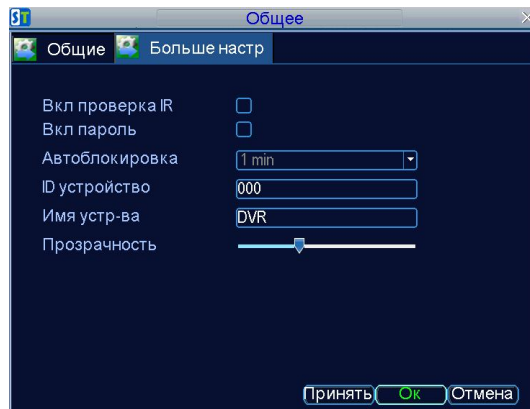 ST Общее
Общие Больше настр
Вкл проверка IR
Вкл пароль
Автоблокировка 1 min
ID устройство 000
Имя устр-ва DVR
Прозрачность
Принять Ок Отмена